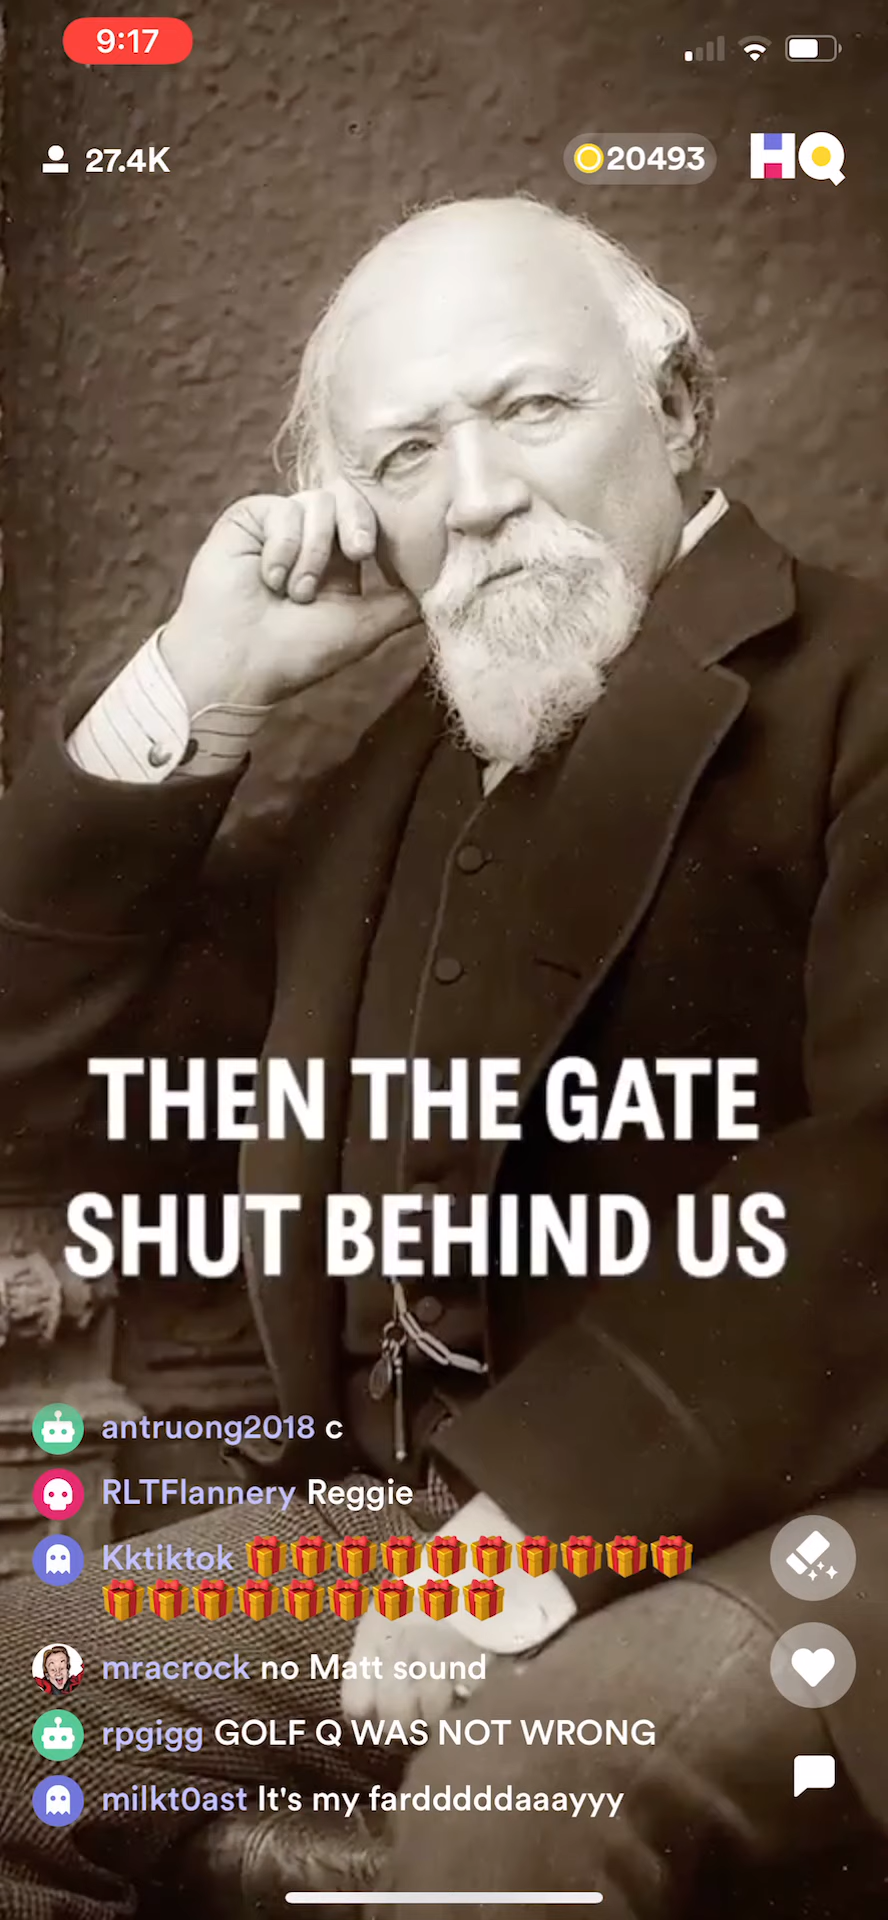 9:17
27.4K
20493
HQ
THEN THE GATE
SHUT BEHIND US
antruong2018 c
RLTFlannery Reggie
Kktiktok 🎁🎁🎁🎁🎁🎁🎁🎁🎁🎁
🎁🎁🎁🎁🎁🎁🎁🎁🎁
mracrock no Matt sound
rpgigg GOLF Q WAS NOT WRONG
milkt0ast It's my fardddddaaayyy